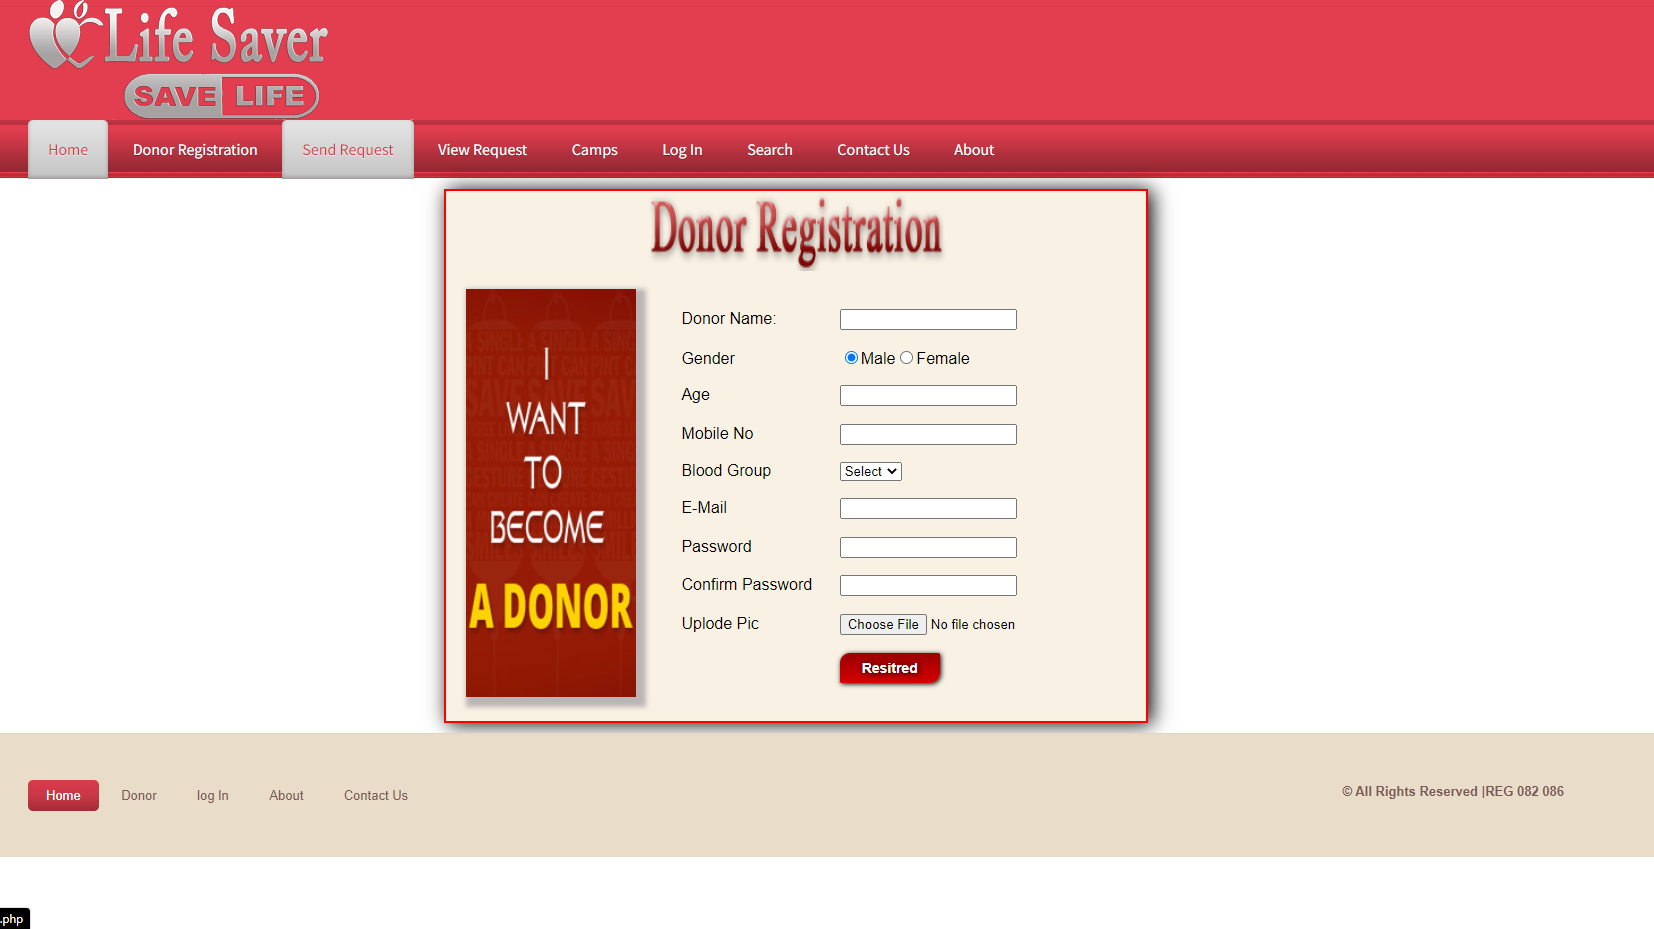 Life Saver
SAVE LIFE
Home Donor Registration Send Request View Request Camps Log In Search Contact Us About
Donor Registration
I
WANT
TO
BECOME
A DONOR
Donor Name:
Gender Male Female
Age
Mobile No
Blood Group Select
E-Mail
Password
Confirm Password
Uplode Pic Choose File No file chosen
Resitred
Home Donor log In About Contact Us
© All Rights Reserved |REG 082 086
.php